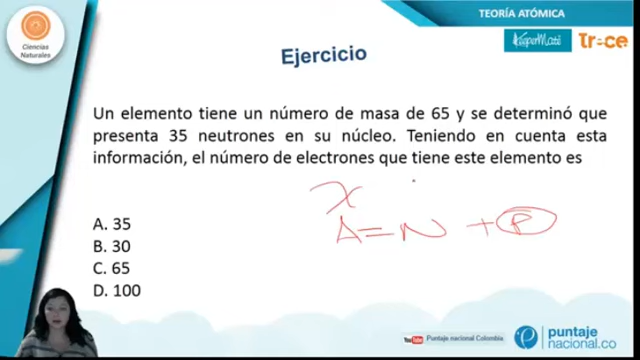 TEORÍA ATÓMICA
Ciencias
Naturales
Ejercicio
Un elemento tiene un número de masa de 65 y se determinó que
presenta 35 neutrones en su núcleo. Teniendo en cuenta esta
información, el número de electrones que tiene este elemento es
x
A = N + P
A. 35
B. 30
C. 65
D. 100
YouTube Puntaje nacional Colombia
puntaje
nacional.co